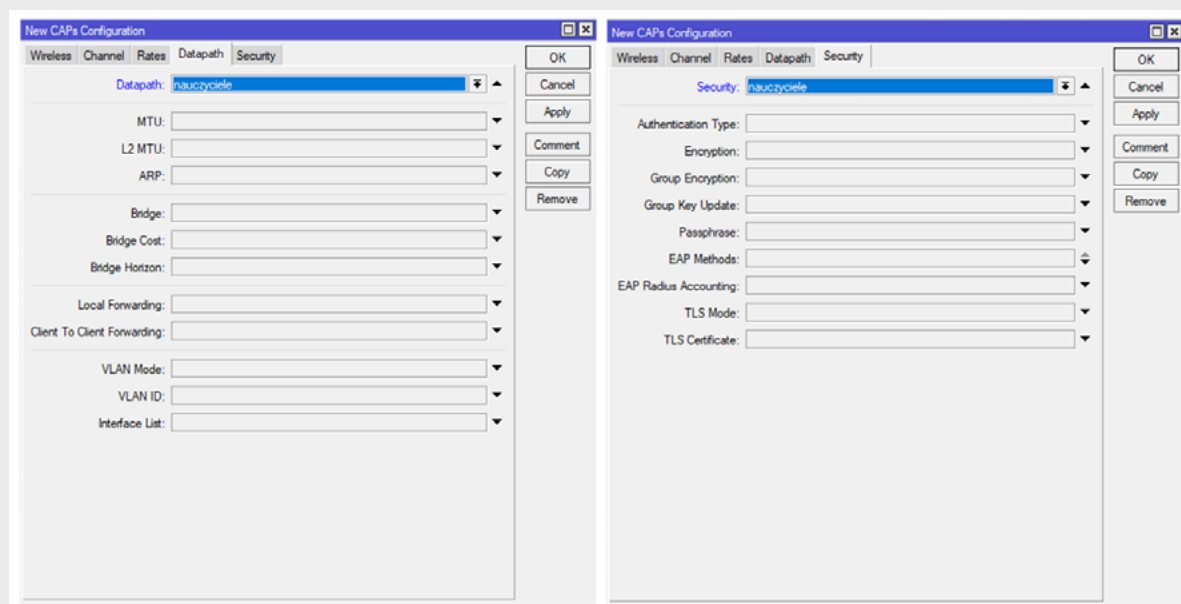 New CAPs Configuration
Wireless Channel Rates Datapath Security
Datapath: nauczyciele
MTU:
L2 MTU:
ARP:
Bridge:
Bridge Cost:
Bridge Horizon:
Local Forwarding:
Client To Client Forwarding:
VLAN Mode:
VLAN ID:
Interface List:
OK
Cancel
Apply
Comment
Copy
Remove
New CAPs Configuration
Wireless Channel Rates Datapath Security
Security: nauczyciele
Authentication Type:
Encryption:
Group Encryption:
Group Key Update:
Passphrase:
EAP Methods:
EAP Radius Accounting:
TLS Mode:
TLS Certificate:
OK
Cancel
Apply
Comment
Copy
Remove